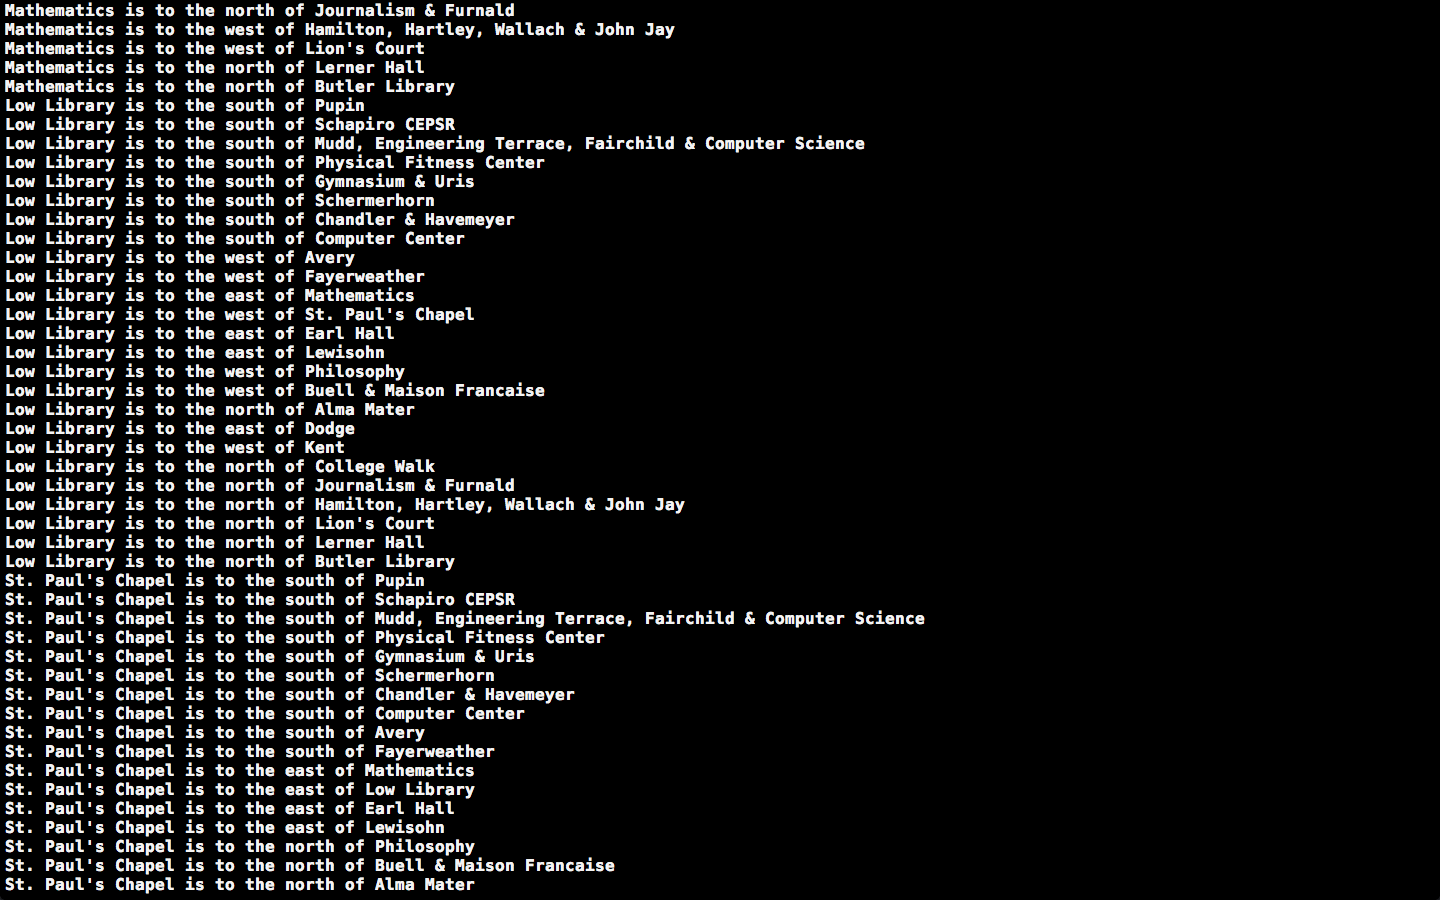 Mathematics is to the north of Journalism & Furnald
Mathematics is to the west of Hamilton, Hartley, Wallach & John Jay
Mathematics is to the west of Lion's Court
Mathematics is to the north of Lerner Hall
Mathematics is to the north of Butler Library
Low Library is to the south of Pupin
Low Library is to the south of Schapiro CEPSR
Low Library is to the south of Mudd, Engineering Terrace, Fairchild & Computer Science
Low Library is to the south of Physical Fitness Center
Low Library is to the south of Gymnasium & Uris
Low Library is to the south of Schermerhorn
Low Library is to the south of Chandler & Havemeyer
Low Library is to the south of Computer Center
Low Library is to the west of Avery
Low Library is to the west of Fayerweather
Low Library is to the east of Mathematics
Low Library is to the west of St. Paul's Chapel
Low Library is to the east of Earl Hall
Low Library is to the east of Lewisohn
Low Library is to the west of Philosophy
Low Library is to the west of Buell & Maison Francaise
Low Library is to the north of Alma Mater
Low Library is to the east of Dodge
Low Library is to the west of Kent
Low Library is to the north of College Walk
Low Library is to the north of Journalism & Furnald
Low Library is to the north of Hamilton, Hartley, Wallach & John Jay
Low Library is to the north of Lion's Court
Low Library is to the north of Lerner Hall
Low Library is to the north of Butler Library
St. Paul's Chapel is to the south of Pupin
St. Paul's Chapel is to the south of Schapiro CEPSR
St. Paul's Chapel is to the south of Mudd, Engineering Terrace, Fairchild & Computer Science
St. Paul's Chapel is to the south of Physical Fitness Center
St. Paul's Chapel is to the south of Gymnasium & Uris
St. Paul's Chapel is to the south of Schermerhorn
St. Paul's Chapel is to the south of Chandler & Havemeyer
St. Paul's Chapel is to the south of Computer Center
St. Paul's Chapel is to the south of Avery
St. Paul's Chapel is to the south of Fayerweather
St. Paul's Chapel is to the east of Mathematics
St. Paul's Chapel is to the east of Low Library
St. Paul's Chapel is to the east of Earl Hall
St. Paul's Chapel is to the east of Lewisohn
St. Paul's Chapel is to the north of Philosophy
St. Paul's Chapel is to the north of Buell & Maison Francaise
St. Paul's Chapel is to the north of Alma Mater